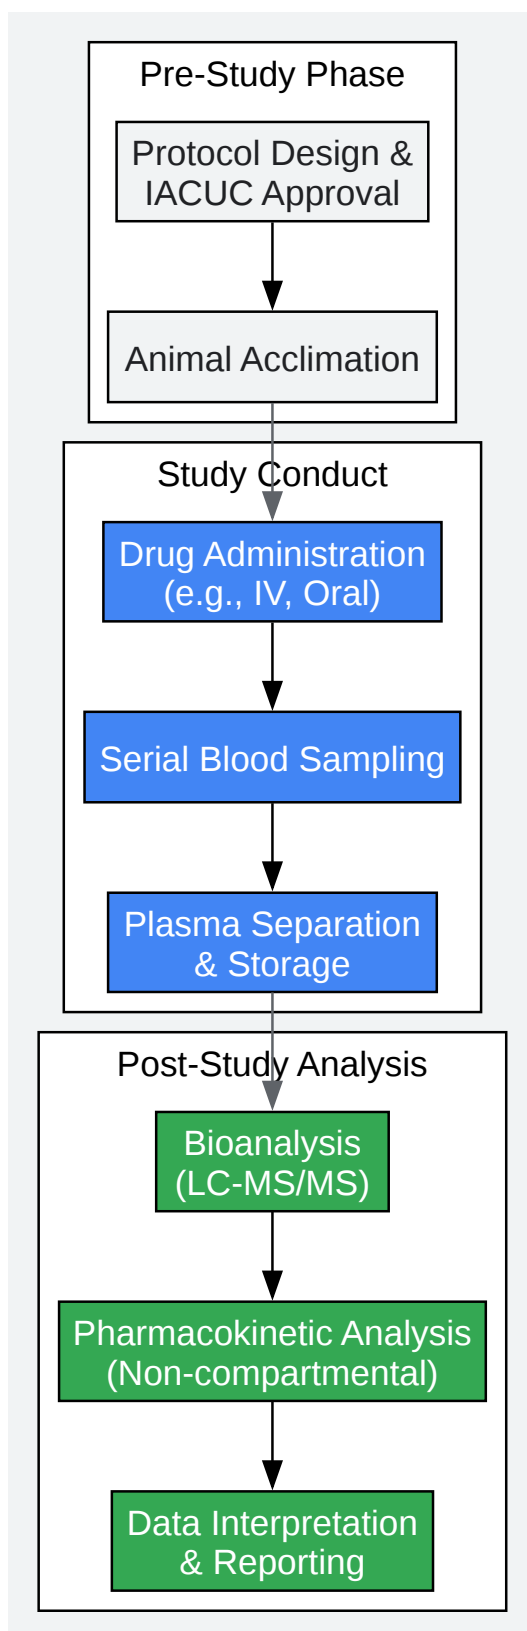 Pre-Study Phase
Protocol Design &
IACUC Approval
Animal Acclimation
Study Conduct
Drug Administration
(e.g., IV, Oral)
Serial Blood Sampling
Plasma Separation
& Storage
Post-Study Analysis
Bioanalysis
(LC-MS/MS)
Pharmacokinetic Analysis
(Non-compartmental)
Data Interpretation
& Reporting